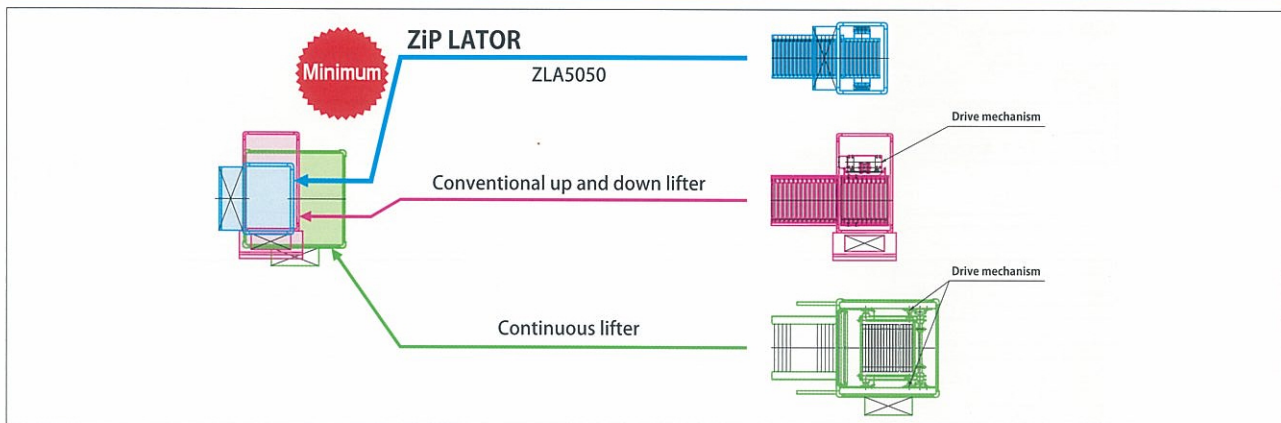 ZiP LATOR
Minimum
ZLA5050
Drive mechanism
Conventional up and down lifter
Drive mechanism
Continuous lifter